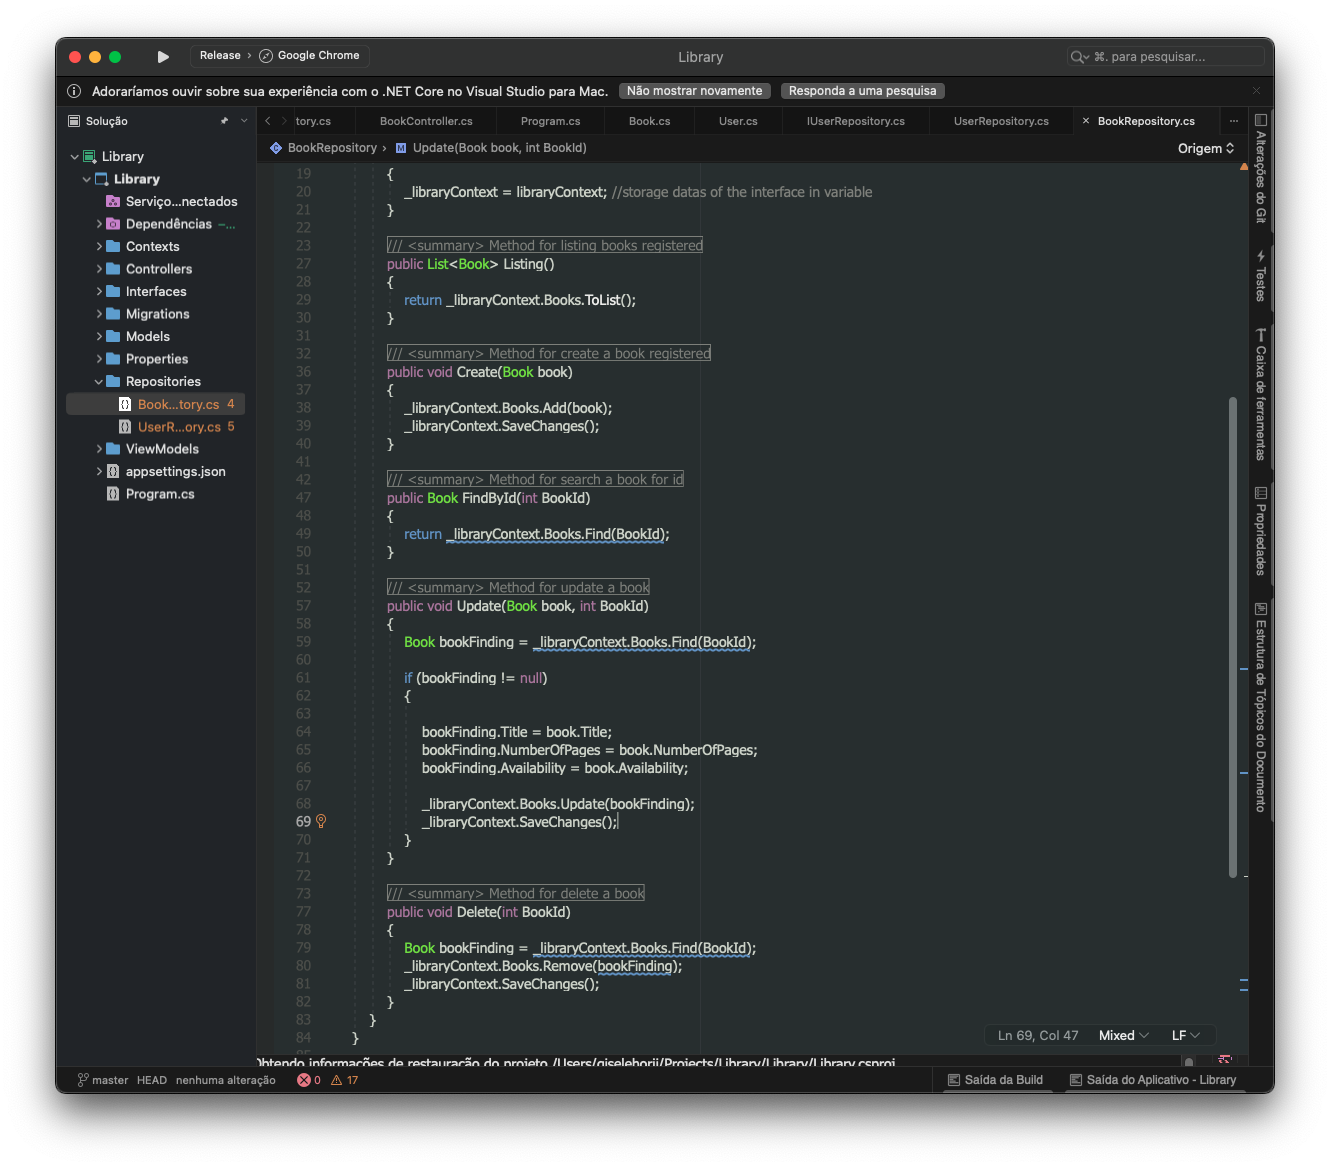 Release › Google Chrome
Library
⌘. para pesquisar...
Adoraríamos ouvir sobre sua experiência com o .NET Core no Visual Studio para Mac.
Não mostrar novamente
Responda a uma pesquisa
Solução
tory.cs
BookController.cs
Program.cs
Book.cs
User.cs
IUserRepository.cs
UserRepository.cs
BookRepository.cs
...
BookRepository › Update(Book book, int BookId)
Origem
Library
Library
Serviço...nectados
Dependências
Contexts
Controllers
Interfaces
Migrations
Models
Properties
Repositories
Book...tory.cs 4
UserR...ory.cs 5
ViewModels
appsettings.json
Program.cs
19 {
20 _libraryContext = libraryContext; //storage datas of the interface in variable
21 }
22
23 /// <summary> Method for listing books registered
27 public List<Book> Listing()
28 {
29 return _libraryContext.Books.ToList();
30 }
31
32 /// <summary> Method for create a book registered
36 public void Create(Book book)
37 {
38 _libraryContext.Books.Add(book);
39 _libraryContext.SaveChanges();
40 }
41
42 /// <summary> Method for search a book for id
47 public Book FindById(int BookId)
48 {
49 return _libraryContext.Books.Find(BookId);
50 }
51
52 /// <summary> Method for update a book
57 public void Update(Book book, int BookId)
58 {
59 Book bookFinding = _libraryContext.Books.Find(BookId);
60
61 if (bookFinding != null)
62 {
63
64 bookFinding.Title = book.Title;
65 bookFinding.NumberOfPages = book.NumberOfPages;
66 bookFinding.Availability = book.Availability;
67
68 _libraryContext.Books.Update(bookFinding);
69 _libraryContext.SaveChanges();
70 }
71 }
72
73 /// <summary> Method for delete a book
77 public void Delete(int BookId)
78 {
79 Book bookFinding = _libraryContext.Books.Find(BookId);
80 _libraryContext.Books.Remove(bookFinding);
81 _libraryContext.SaveChanges();
82 }
83 }
84 }
85
Ln 69, Col 47
Mixed
LF
Alterações do Git
Testes
Caixa de ferramentas
Propriedades
Estrutura de Tópicos do Documento
Obtendo informações de restauração do projeto /Users/giselehorii/Projects/Library/Library/Library.csproj
master HEAD nenhuma alteração
0
17
Saída da Build
Saída do Aplicativo - Library